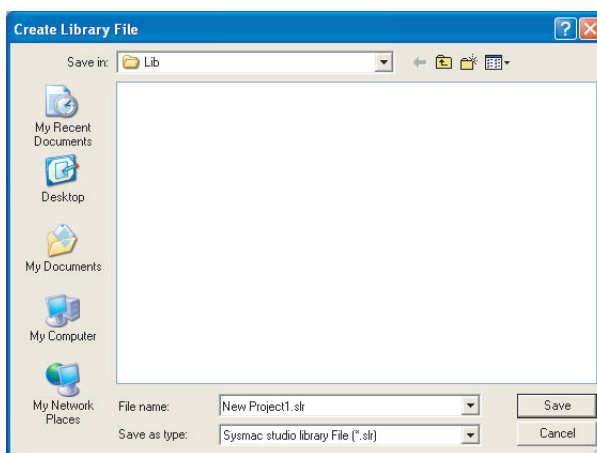 Create Library File
Save in:
Lib
My Recent
Documents
Desktop
My Documents
My Computer
My Network
Places
File name:
New Project1.slr
Save
Save as type:
Sysmac studio library File (*.slr)
Cancel